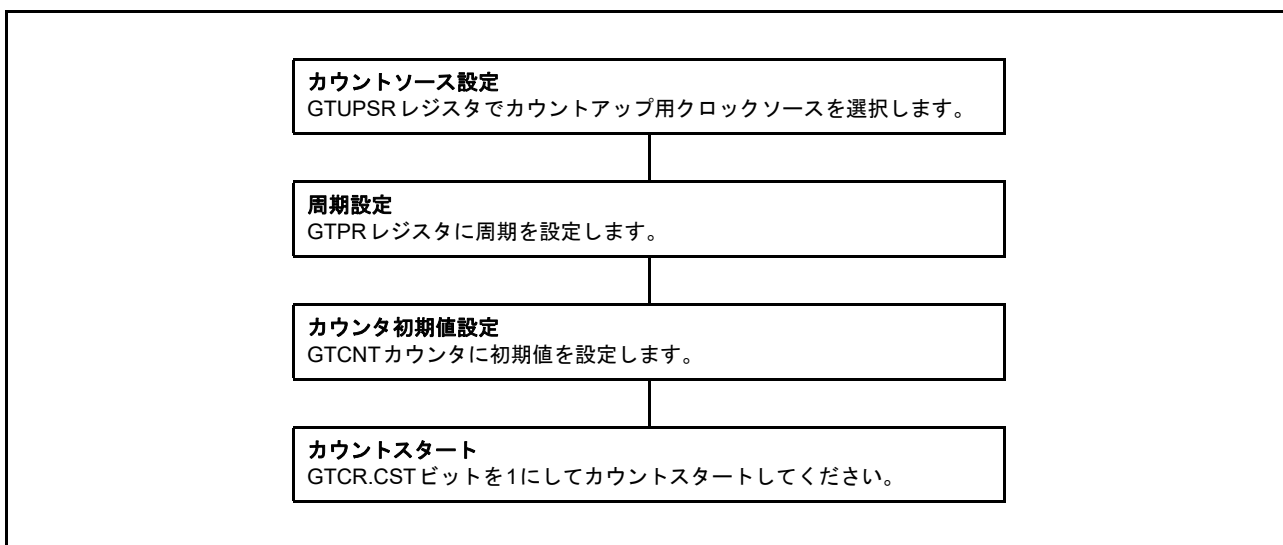 カウントソース設定
GTUPSRレジスタでカウントアップ用クロックソースを選択します。
周期設定
GTPRレジスタに周期を設定します。
カウンタ初期値設定
GTCNTカウンタに初期値を設定します。
カウントスタート
GTCR.CSTビットを1にしてカウントスタートしてください。